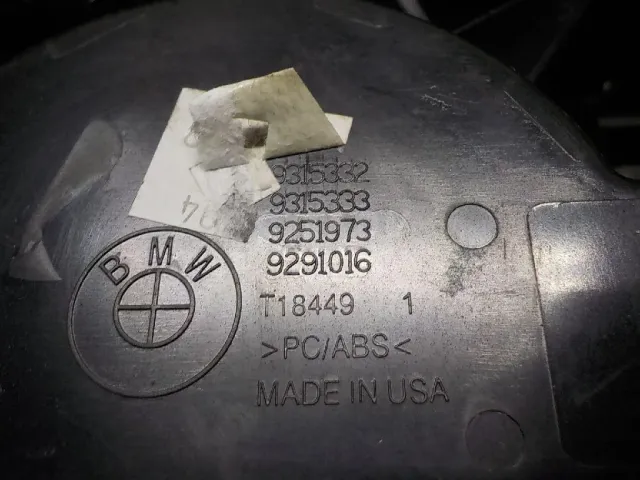 9315332
9315333
9251973
9291016
BMW
T18449 1
>PC/ABS<
MADE IN USA